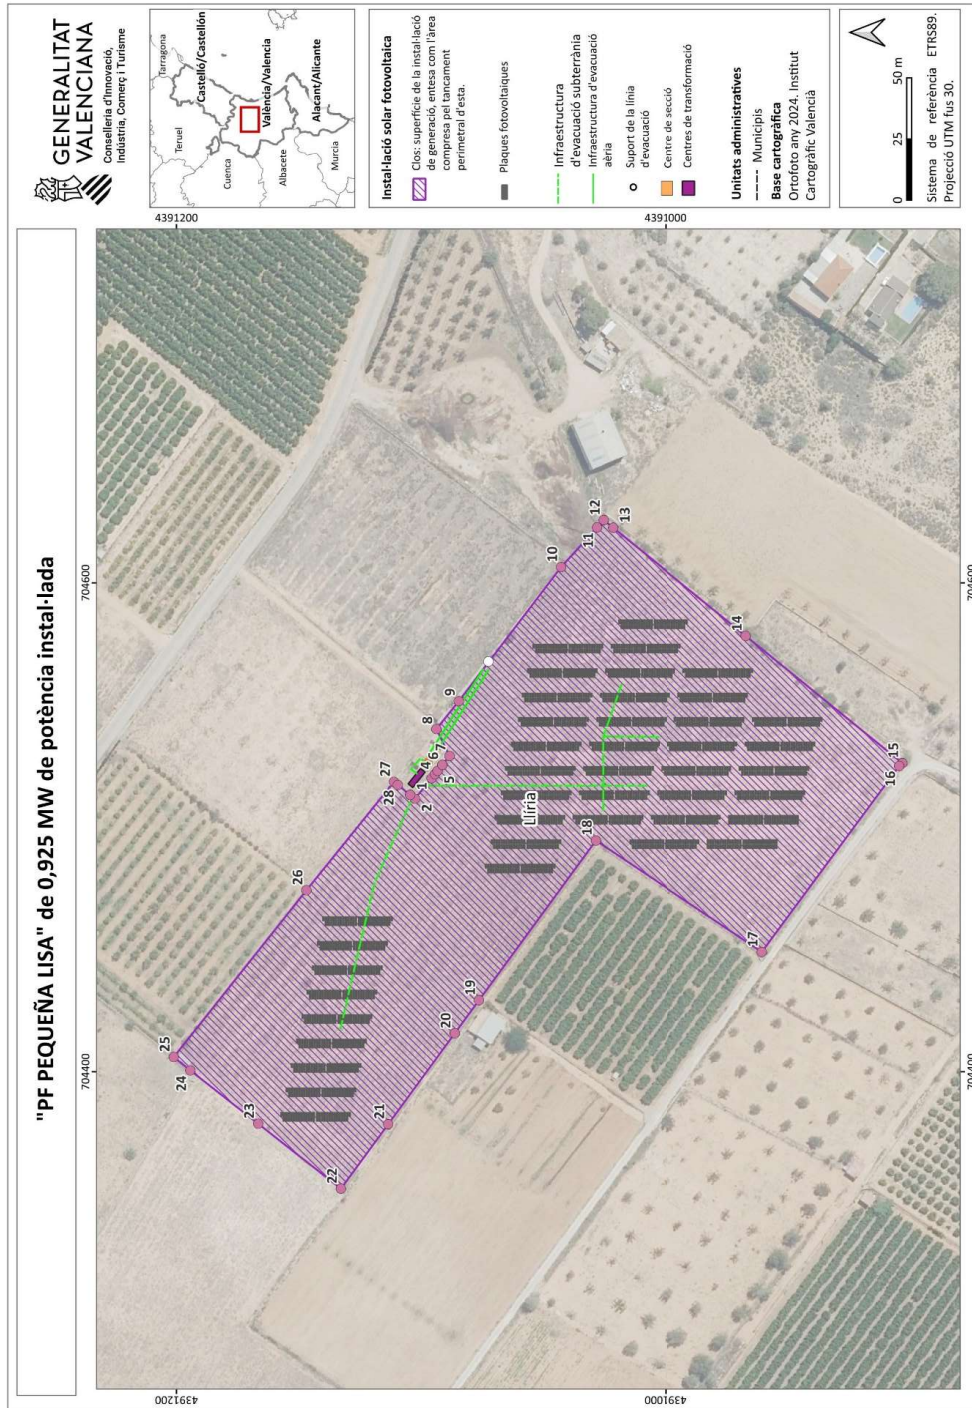 "PF PEQUEÑA LISA" de 0,925 MW de potència instal·lada
GENERALITAT
VALENCIANA
Conselleria d'Innovació,
Indústria, Comerç i Turisme
Tarragona
Teruel
Castelló/Castellón
Cuenca
València/Valencia
Albacete
Alacant/Alicante
Murcia
Instal·lació solar fotovoltaica
Clos: superfície de la instal·lació
de generació, entesa com l'àrea
compresa pel tancament
perimetral d'esta.
Plaques fotovoltaiques
Infraestructura
d'evacuació subterrània
Infraestructura d'evacuació
aèria
Suport de la línia
d'evacuació
Centre de secció
Centres de transformació
Unitats administratives
Municipis
Base cartogràfica
Ortofoto any 2024. Institut
Cartogràfic Valencià
0 25 50 m
Sistema de referència ETRS89.
Projecció UTM fus 30.
704400
704600
4391200
4391200
4391000
4391000
704400
704600
25
24
23
22
21
20
19
26
27
28
1
2
4
5
6
7
8
9
10
11
12
13
14
15
16
17
18
Llíria